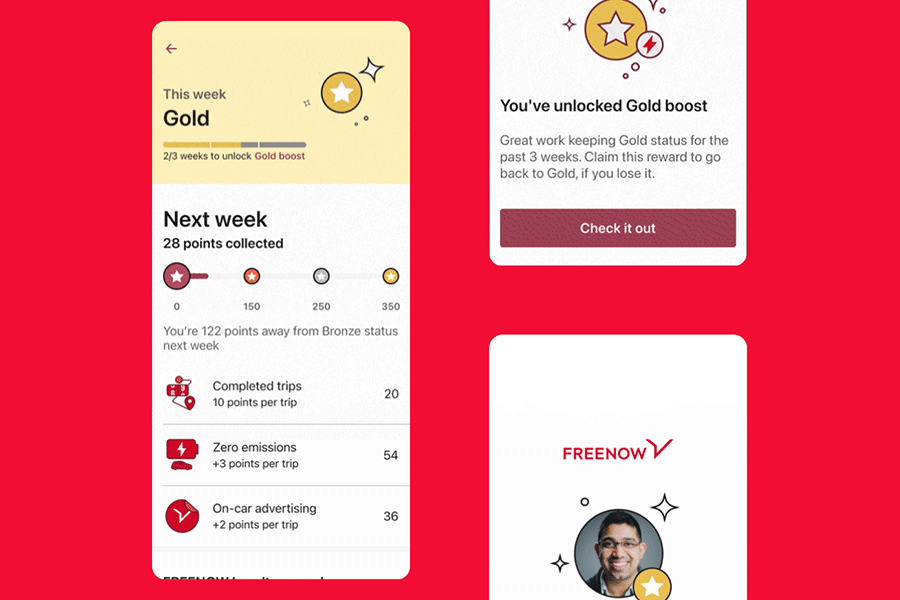 This week
Gold
2/3 weeks to unlock Gold boost
Next week
28 points collected
0 150 250 350
You're 122 points away from Bronze status
next week
Completed trips
10 points per trip
20
Zero emissions
+3 points per trip
54
On-car advertising
+2 points per trip
36
You've unlocked Gold boost
Great work keeping Gold status for the
past 3 weeks. Claim this reward to go
back to Gold, if you lose it.
Check it out
FREENOW